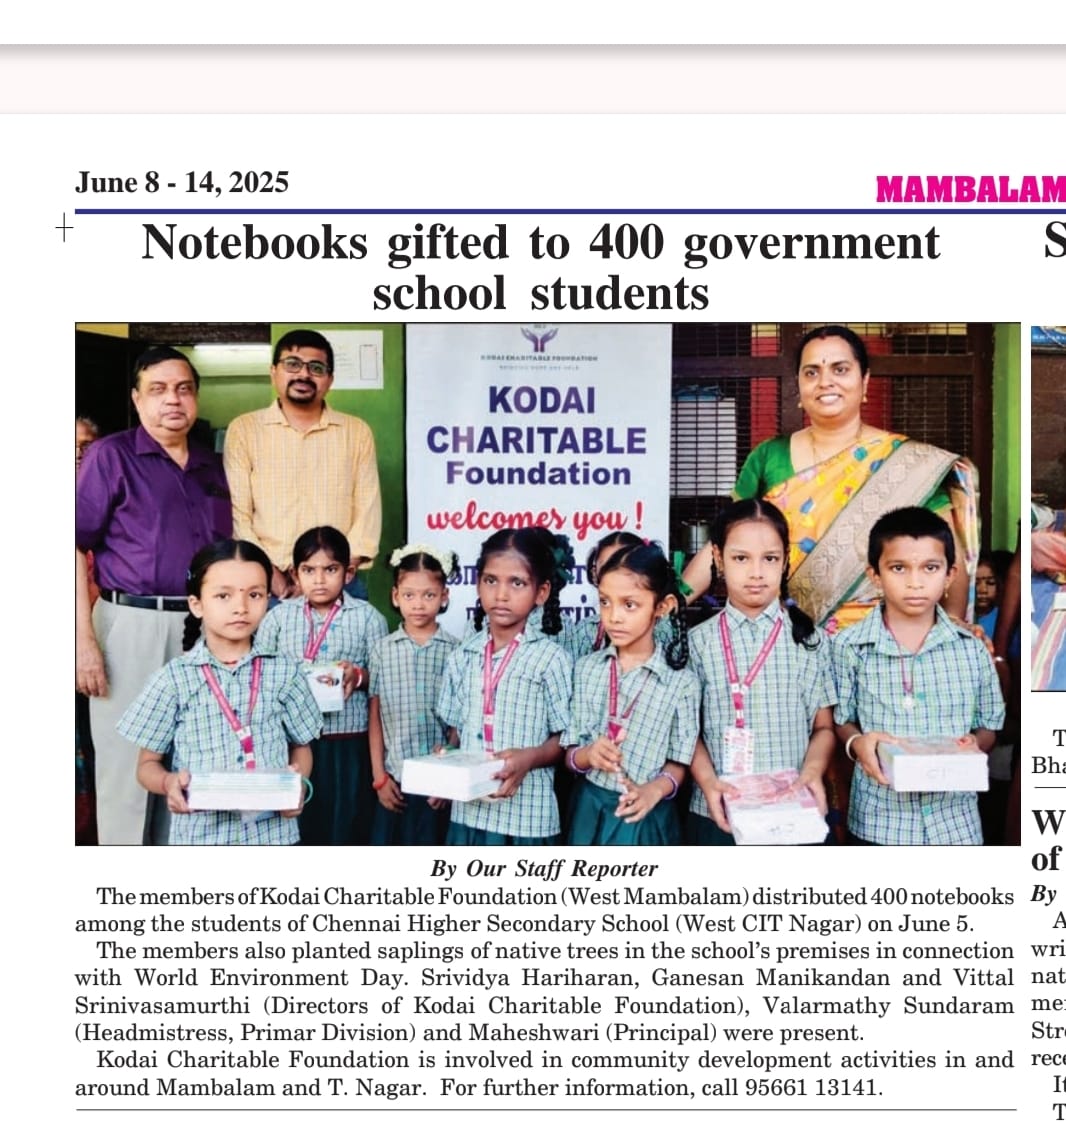 June 8 - 14, 2025
MAMBALAM
Notebooks gifted to 400 government
school students
S
KODAI CHARITABLE FOUNDATION
KODAI
CHARITABLE
Foundation
welcomes you !
By Our Staff Reporter
The members of Kodai Charitable Foundation (West Mambalam) distributed 400 notebooks
among the students of Chennai Higher Secondary School (West CIT Nagar) on June 5.
The members also planted saplings of native trees in the school's premises in connection
with World Environment Day. Srividya Hariharan, Ganesan Manikandan and Vittal
Srinivasamurthi (Directors of Kodai Charitable Foundation), Valarmathy Sundaram
(Headmistress, Primar Division) and Maheshwari (Principal) were present.
Kodai Charitable Foundation is involved in community development activities in and
around Mambalam and T. Nagar. For further information, call 95661 13141.
T
Bha
W
of
By
A
wri
nat
me
Stre
rece
It
T